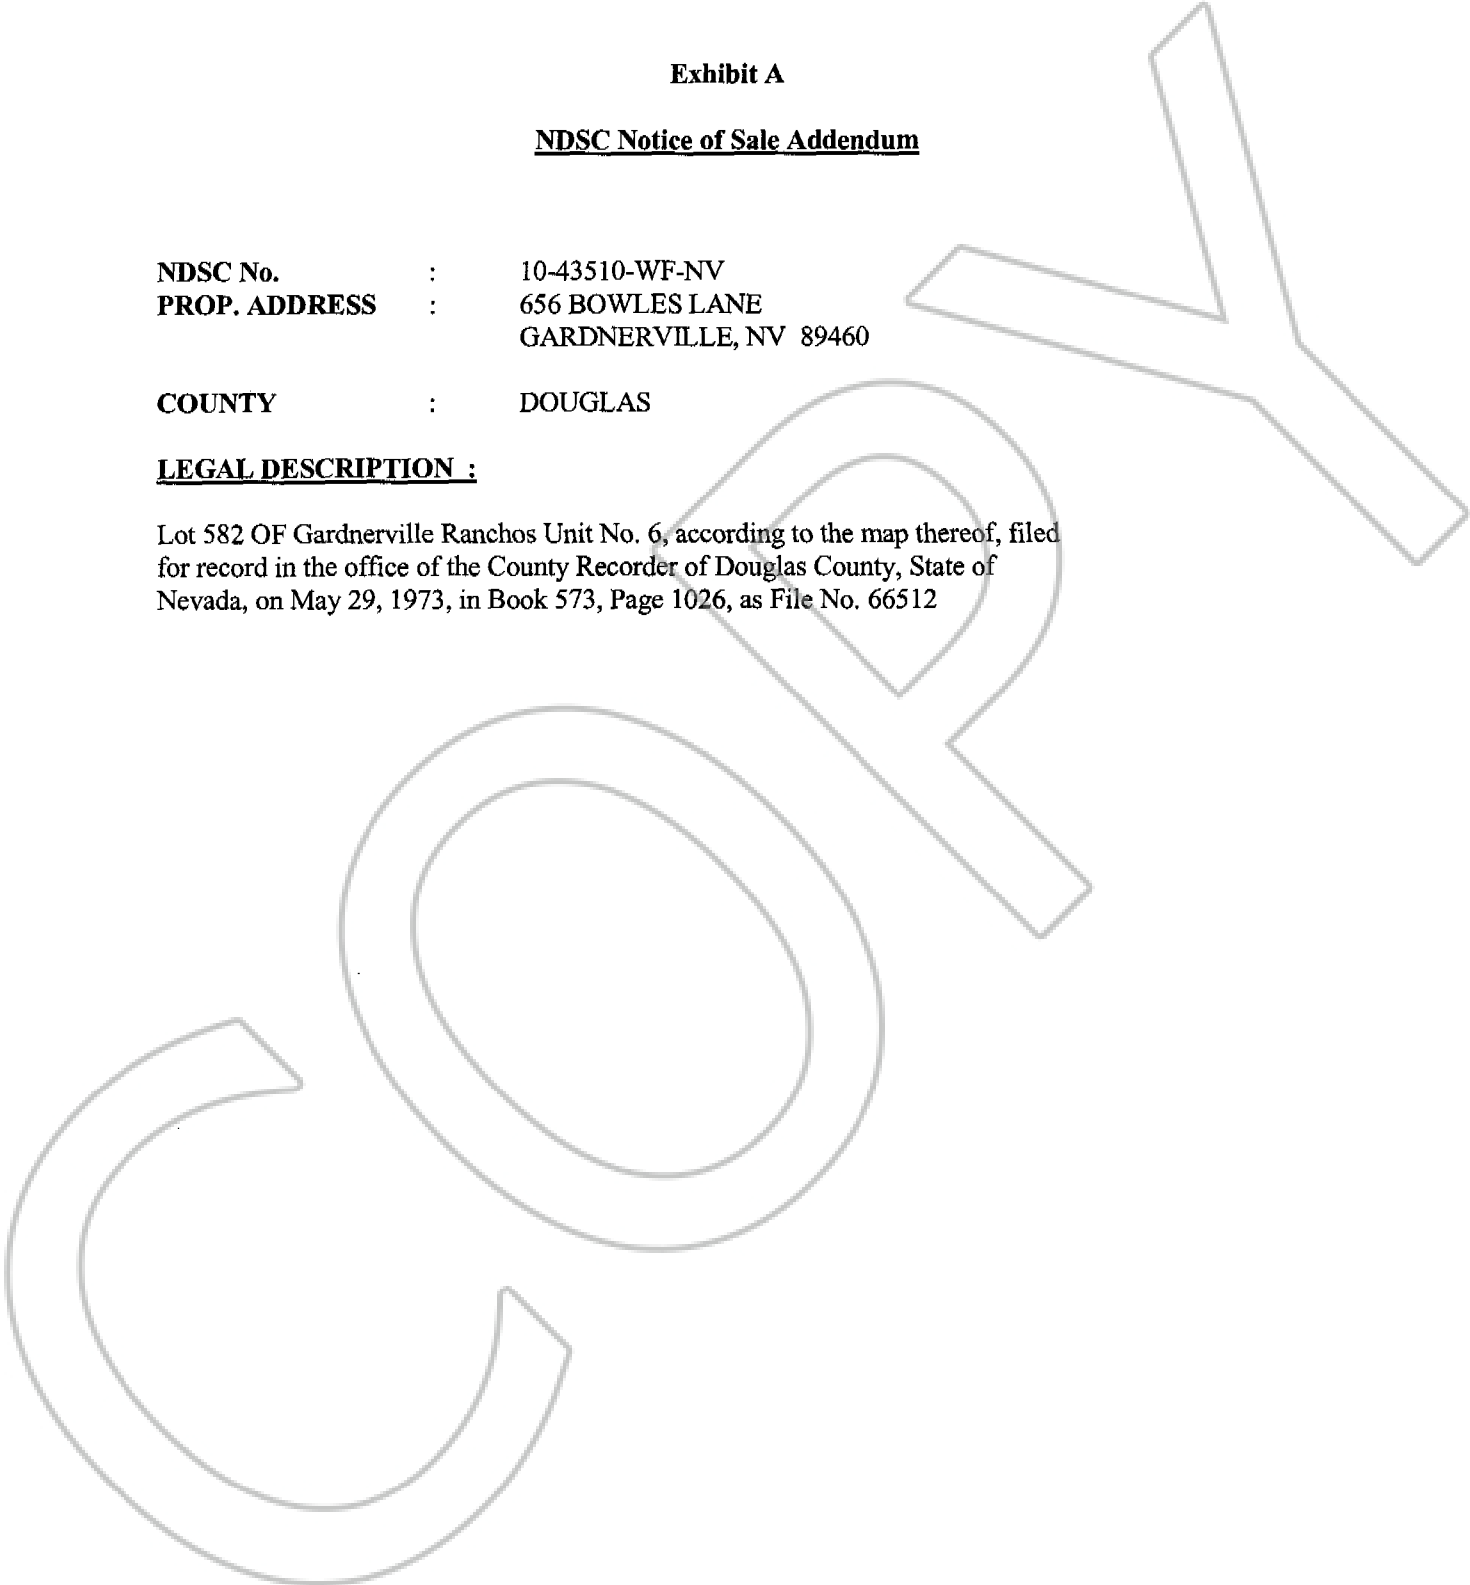 Exhibit A
NDSC Notice of Sale Addendum
NDSC No. : 10-43510-WF-NV
PROP. ADDRESS : 656 BOWLES LANE
GARDNERVILLE, NV 89460
COUNTY : DOUGLAS
LEGAL DESCRIPTION :
Lot 582 OF Gardnerville Ranchos Unit No. 6, according to the map thereof, filed
for record in the office of the County Recorder of Douglas County, State of
Nevada, on May 29, 1973, in Book 573, Page 1026, as File No. 66512
COPY